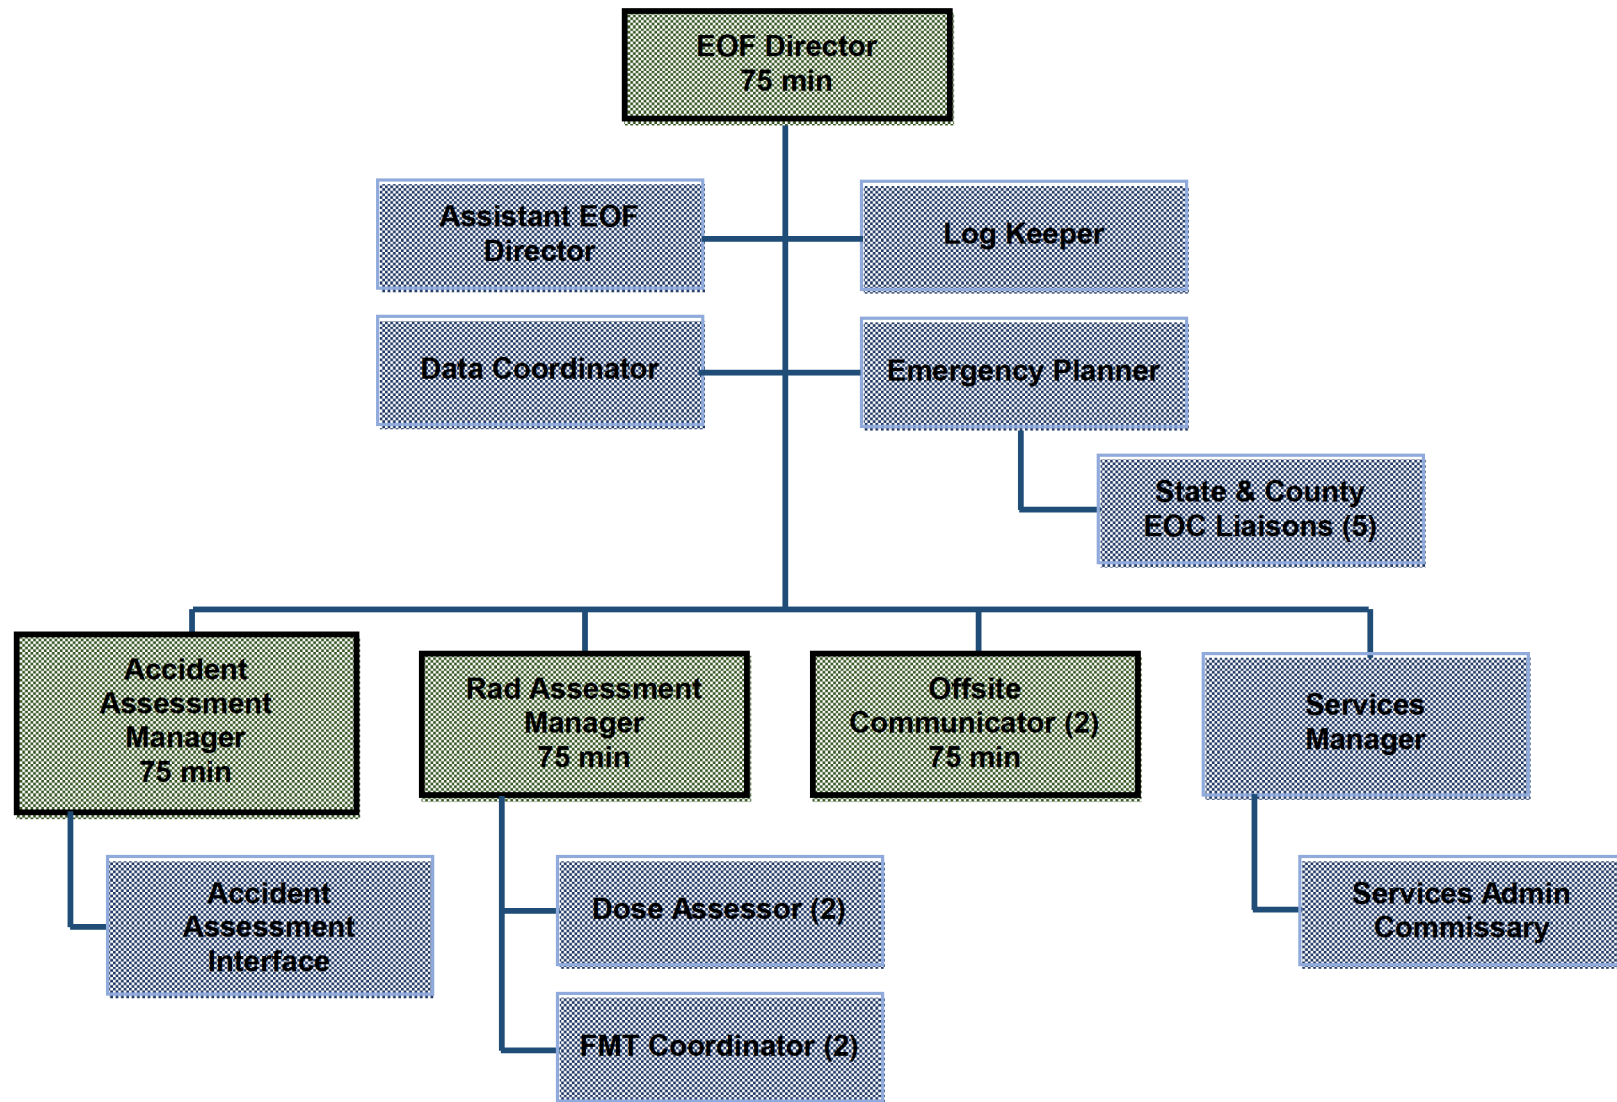 EOF Director
75 min
Assistant EOF
Director
Log Keeper
Data Coordinator
Emergency Planner
State & County
EOC Liaisons (5)
Accident
Assessment
Manager
75 min
Rad Assessment
Manager
75 min
Offsite
Communicator (2)
75 min
Services
Manager
Accident
Assessment
Interface
Dose Assessor (2)
FMT Coordinator (2)
Services Admin
Commissary